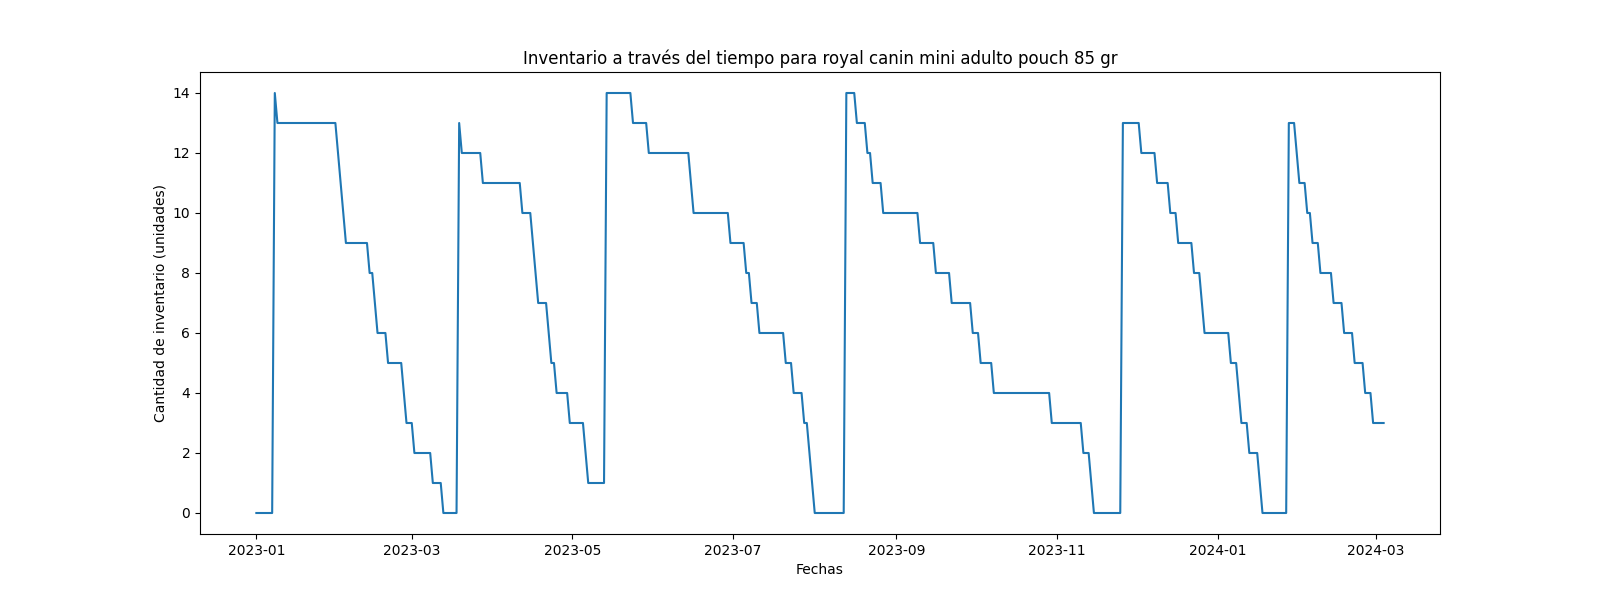 Inventario a través del tiempo para royal canin mini adulto pouch 85 gr
Cantidad de inventario (unidades)
14
12
10
8
6
4
2
0
2023-01 2023-03 2023-05 2023-07 2023-09 2023-11 2024-01 2024-03
Fechas